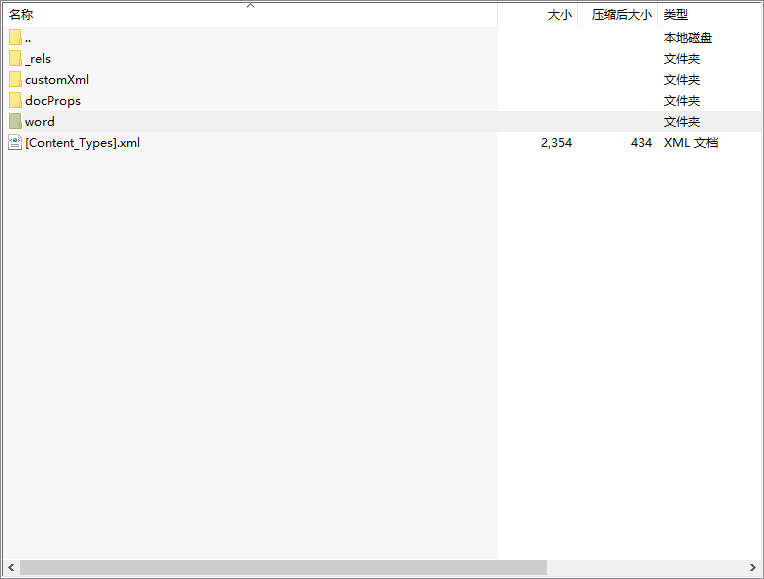 名称 大小 压缩后大小 类型
.. 本地磁盘
_rels 文件夹
customXml 文件夹
docProps 文件夹
word 文件夹
[Content_Types].xml 2,354 434 XML 文档